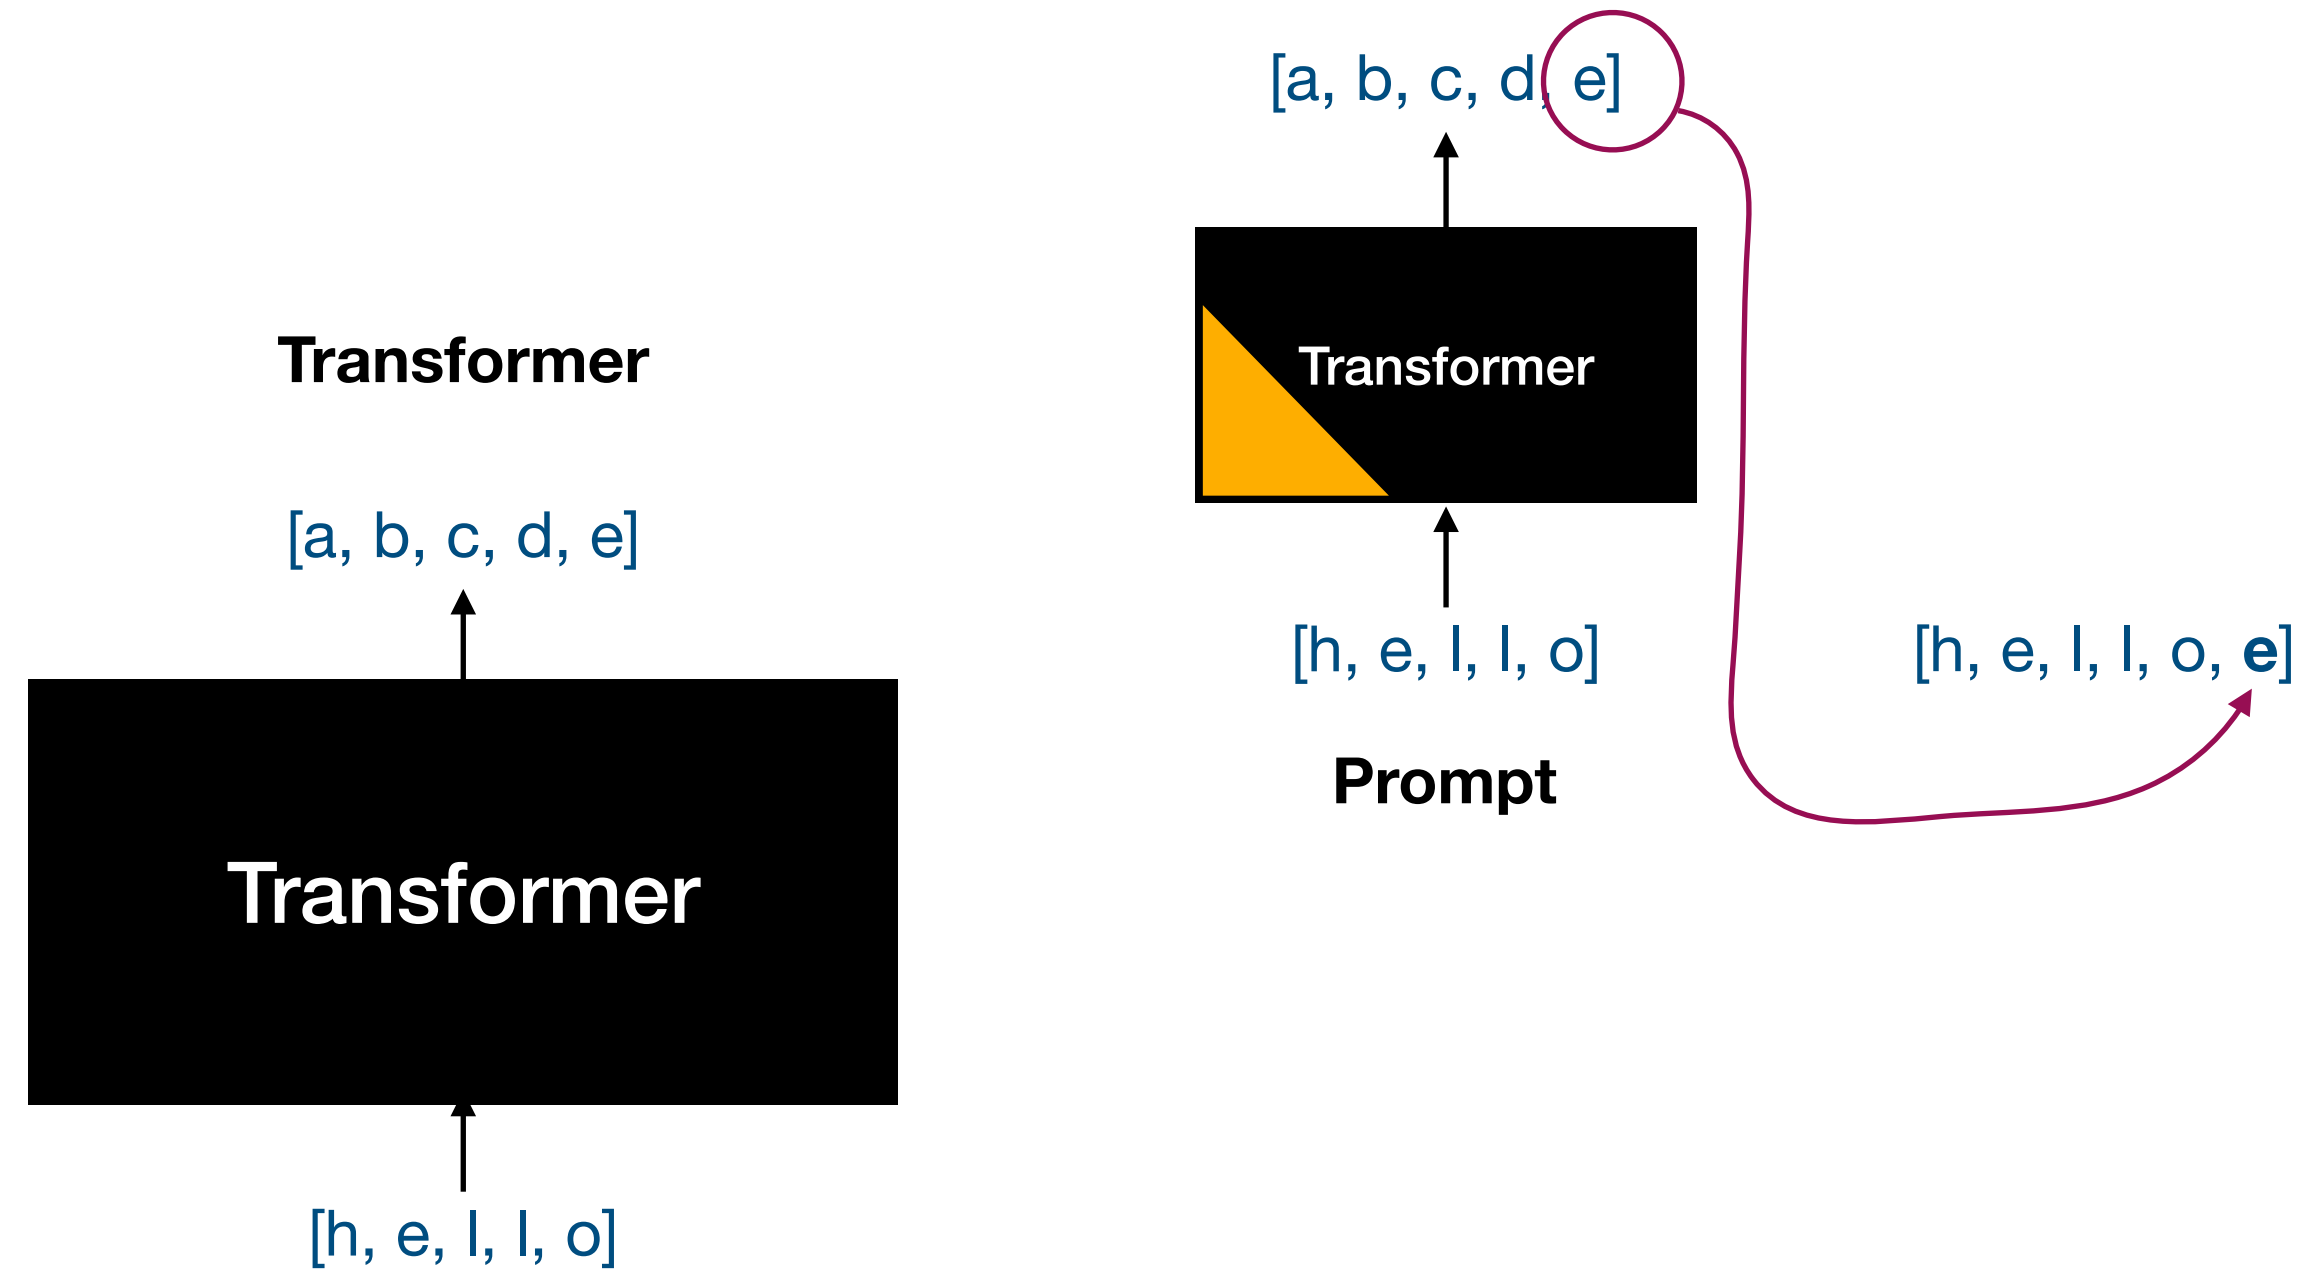 Transformer
[a, b, c, d, e]
Transformer
[h, e, l, l, o]
[a, b, c, d, e]
Transformer
[h, e, l, l, o]
Prompt
[h, e, l, l, o, e]